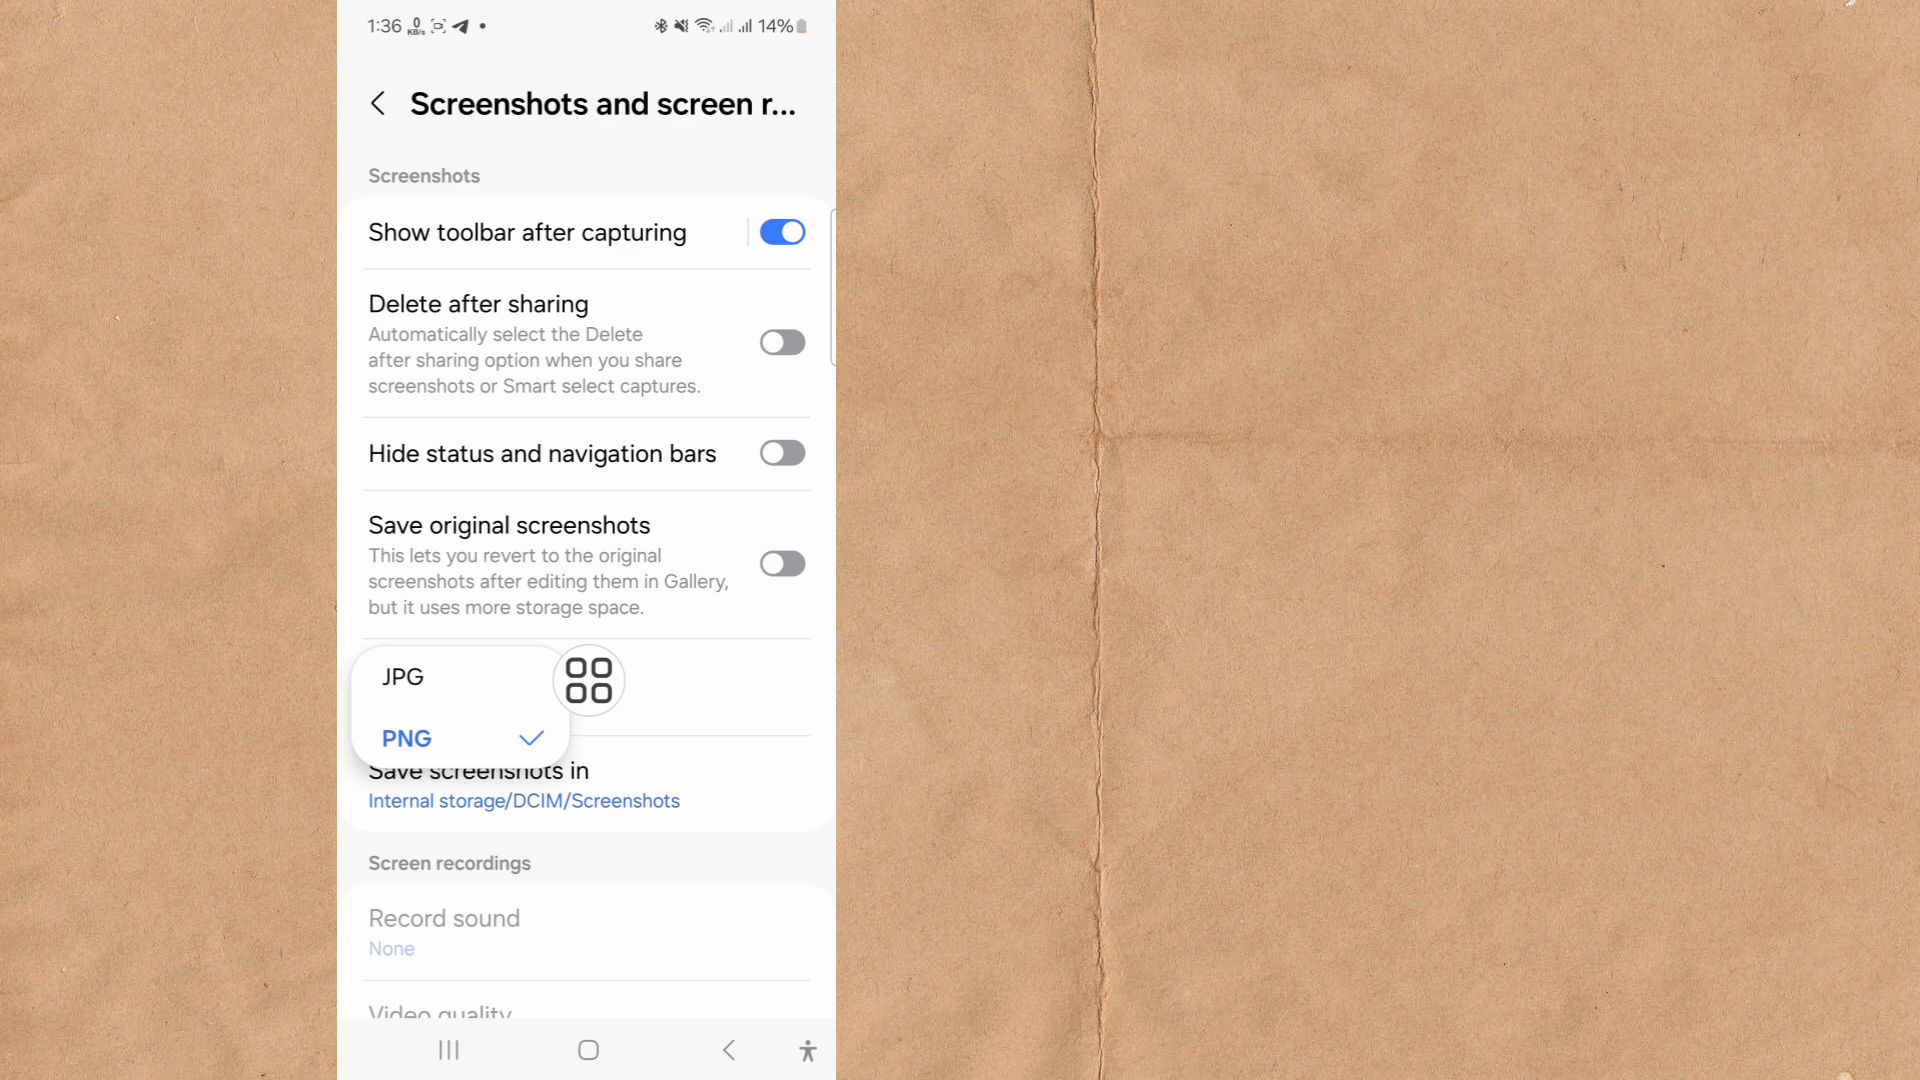 1:36 0 KB/s 14%
Screenshots and screen r...
Screenshots
Show toolbar after capturing
Delete after sharing
Automatically select the Delete
after sharing option when you share
screenshots or Smart select captures.
Hide status and navigation bars
Save original screenshots
This lets you revert to the original
screenshots after editing them in Gallery,
but it uses more storage space.
JPG
PNG
Save screenshots in
Internal storage/DCIM/Screenshots
Screen recordings
Record sound
None
Video quality